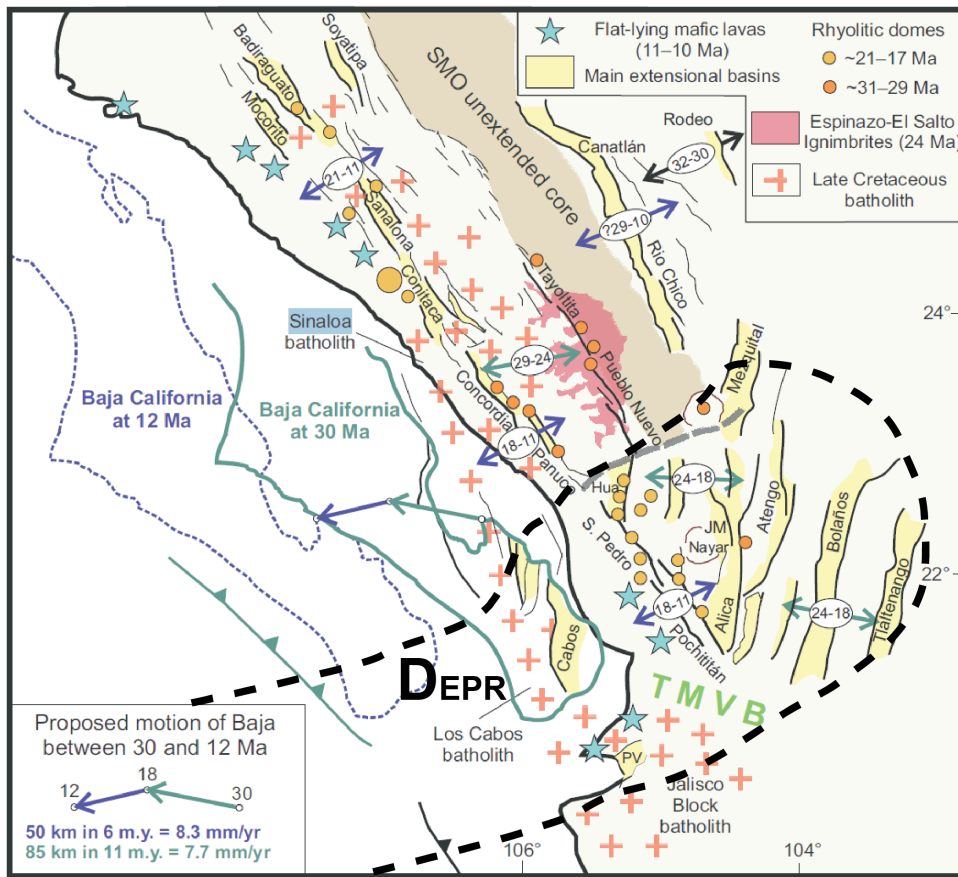 Flat-lying mafic lavas
(11–10 Ma)
Main extensional basins
Rhyolitic domes
~21–17 Ma
~31–29 Ma
Espinazo-El Salto
Ignimbrites (24 Ma)
Late Cretaceous
batholith
Soyatipa
Badiraguato
Mocorito
SMO unextended core
Rodeo
Canatlán
32-30
21-11
?29-10
Sanalona
Rio Chico
Conitaca
Tayoltita
24°
Sinaloa
batholith
29-24
Pueblo Nuevo
Mezquital
Baja California
at 12 Ma
Baja California
at 30 Ma
Concordia
18-11
Panuco
Hua
24-18
Atengo
Bolaños
JM
Nayar
S. Pedro
22°
18-11
Alica
24-18
Tlaltenango
Pochititán
Cabos
DEPR
TMVB
Los Cabos
batholith
PV
Jalisco
Block
batholith
Proposed motion of Baja
between 30 and 12 Ma
18
12
30
50 km in 6 m.y. = 8.3 mm/yr
85 km in 11 m.y. = 7.7 mm/yr
106°
104°